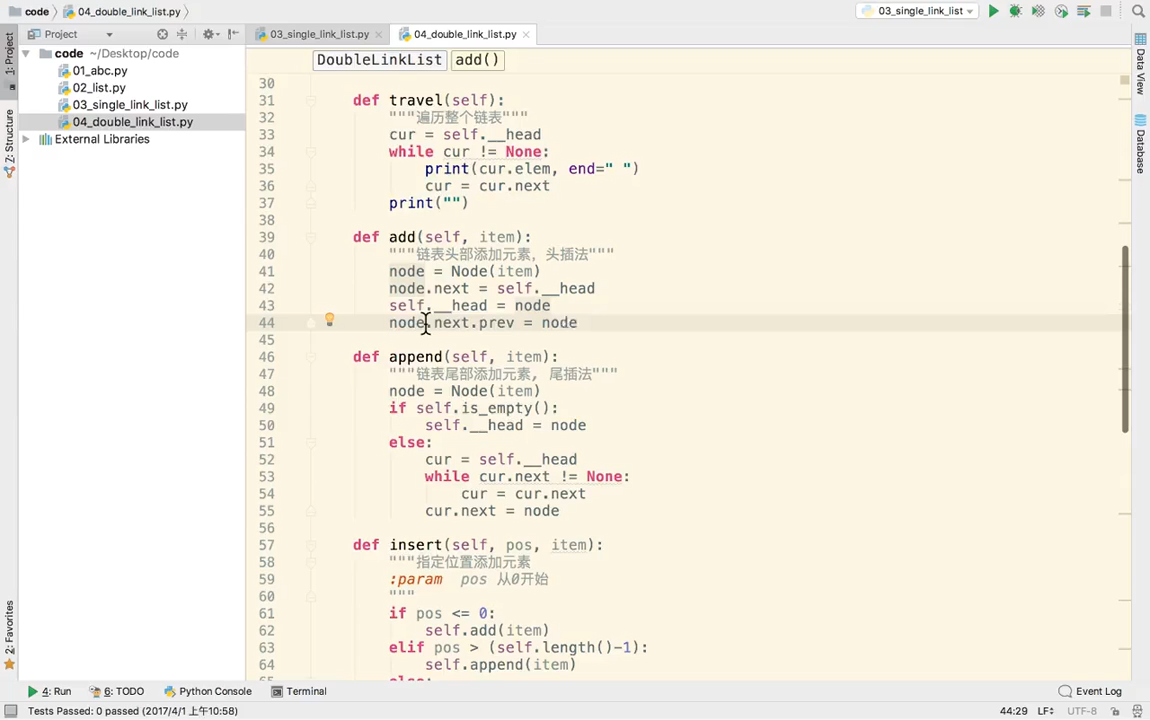 code 04_double_link_list.py 03_single_link_list
Project 03_single_link_list.py 04_double_link_list.py
1: Project
Z: Structure
2: Favorites
Data View
Database
code ~/Desktop/code
01_abc.py
02_list.py
03_single_link_list.py
04_double_link_list.py
External Libraries
DoubleLinkList add()
30
31 def travel(self):
32 """遍历整个链表"""
33 cur = self.__head
34 while cur != None:
35 print(cur.elem, end=" ")
36 cur = cur.next
37 print("")
38
39 def add(self, item):
40 """链表头部添加元素，头插法"""
41 node = Node(item)
42 node.next = self.__head
43 self.__head = node
44 node.next.prev = node
45
46 def append(self, item):
47 """链表尾部添加元素, 尾插法"""
48 node = Node(item)
49 if self.is_empty():
50 self.__head = node
51 else:
52 cur = self.__head
53 while cur.next != None:
54 cur = cur.next
55 cur.next = node
56
57 def insert(self, pos, item):
58 """指定位置添加元素
59 :param pos 从0开始
60 """
61 if pos <= 0:
62 self.add(item)
63 elif pos > (self.length()-1):
64 self.append(item)
4: Run 6: TODO Python Console Terminal Event Log
Tests Passed: 0 passed (2017/4/1 上午10:58) 44:29 LF UTF-8